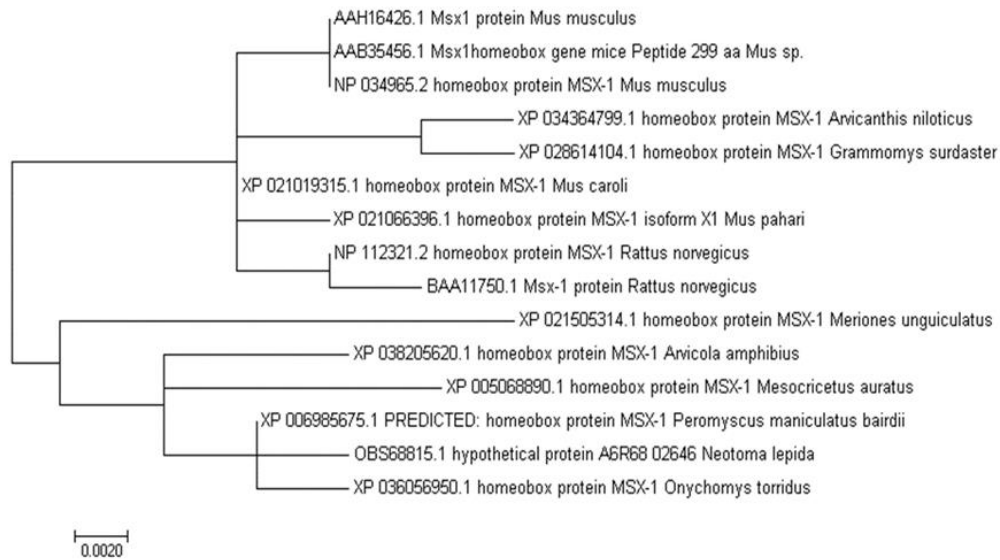 AAH16426.1 Msx1 protein Mus musculus
AAB35456.1 Msx1homeobox gene mice Peptide 299 aa Mus sp.
NP 034965.2 homeobox protein MSX-1 Mus musculus
XP 034364799.1 homeobox protein MSX-1 Arvicanthis niloticus
XP 028614104.1 homeobox protein MSX-1 Grammomys surdaster
XP 021019315.1 homeobox protein MSX-1 Mus caroli
XP 021066396.1 homeobox protein MSX-1 isoform X1 Mus pahari
NP 112321.2 homeobox protein MSX-1 Rattus norvegicus
BAA11750.1 Msx-1 protein Rattus norvegicus
XP 021505314.1 homeobox protein MSX-1 Meriones unguiculatus
XP 038205620.1 homeobox protein MSX-1 Arvicola amphibius
XP 005068890.1 homeobox protein MSX-1 Mesocricetus auratus
XP 006985675.1 PREDICTED: homeobox protein MSX-1 Peromyscus maniculatus bairdii
OBS68815.1 hypothetical protein A6R68 02646 Neotoma lepida
XP 036056950.1 homeobox protein MSX-1 Onychomys torridus
0.0020